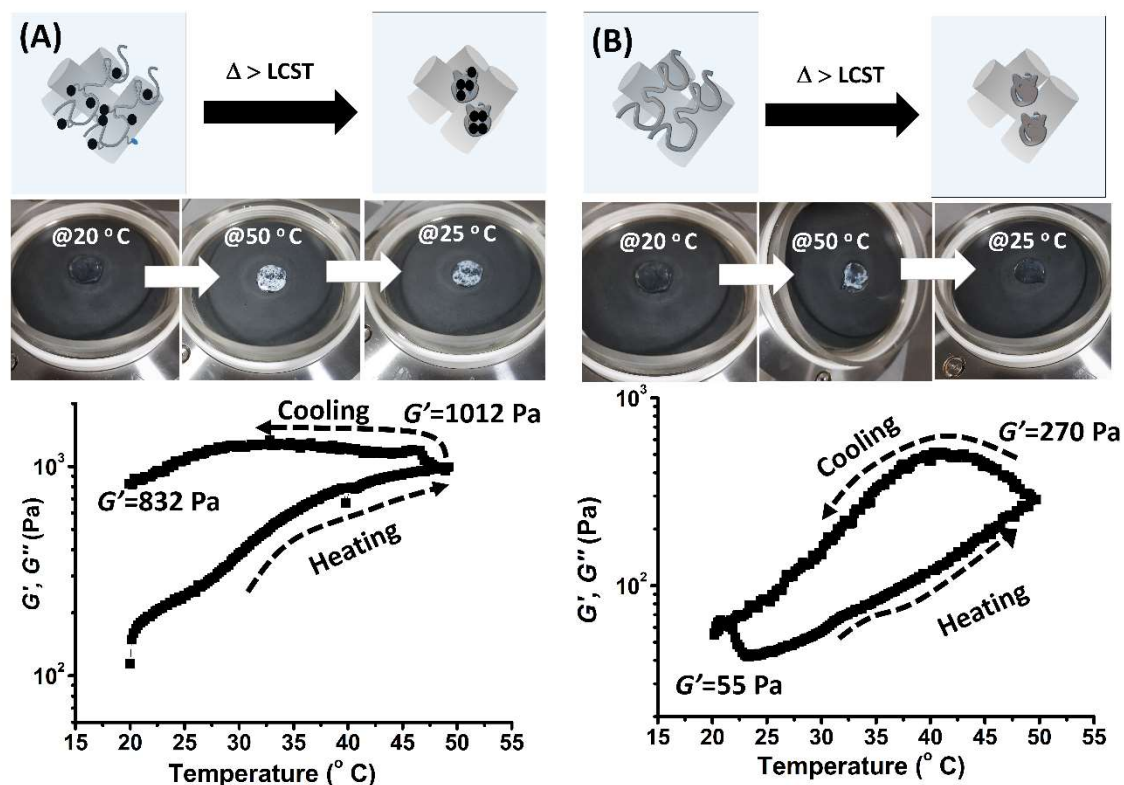 (A)
Δ > LCST
@20 ° C
@50 ° C
@25 ° C
Cooling
G'=1012 Pa
10³
G'=832 Pa
Heating
10²
G', G'' (Pa)
15 20 25 30 35 40 45 50 55
Temperature (° C)
(B)
Δ > LCST
@20 ° C
@50 ° C
@25 ° C
10³
Cooling
G'=270 Pa
10²
Heating
G'=55 Pa
G', G'' (Pa)
15 20 25 30 35 40 45 50 55
Temperature (° C)